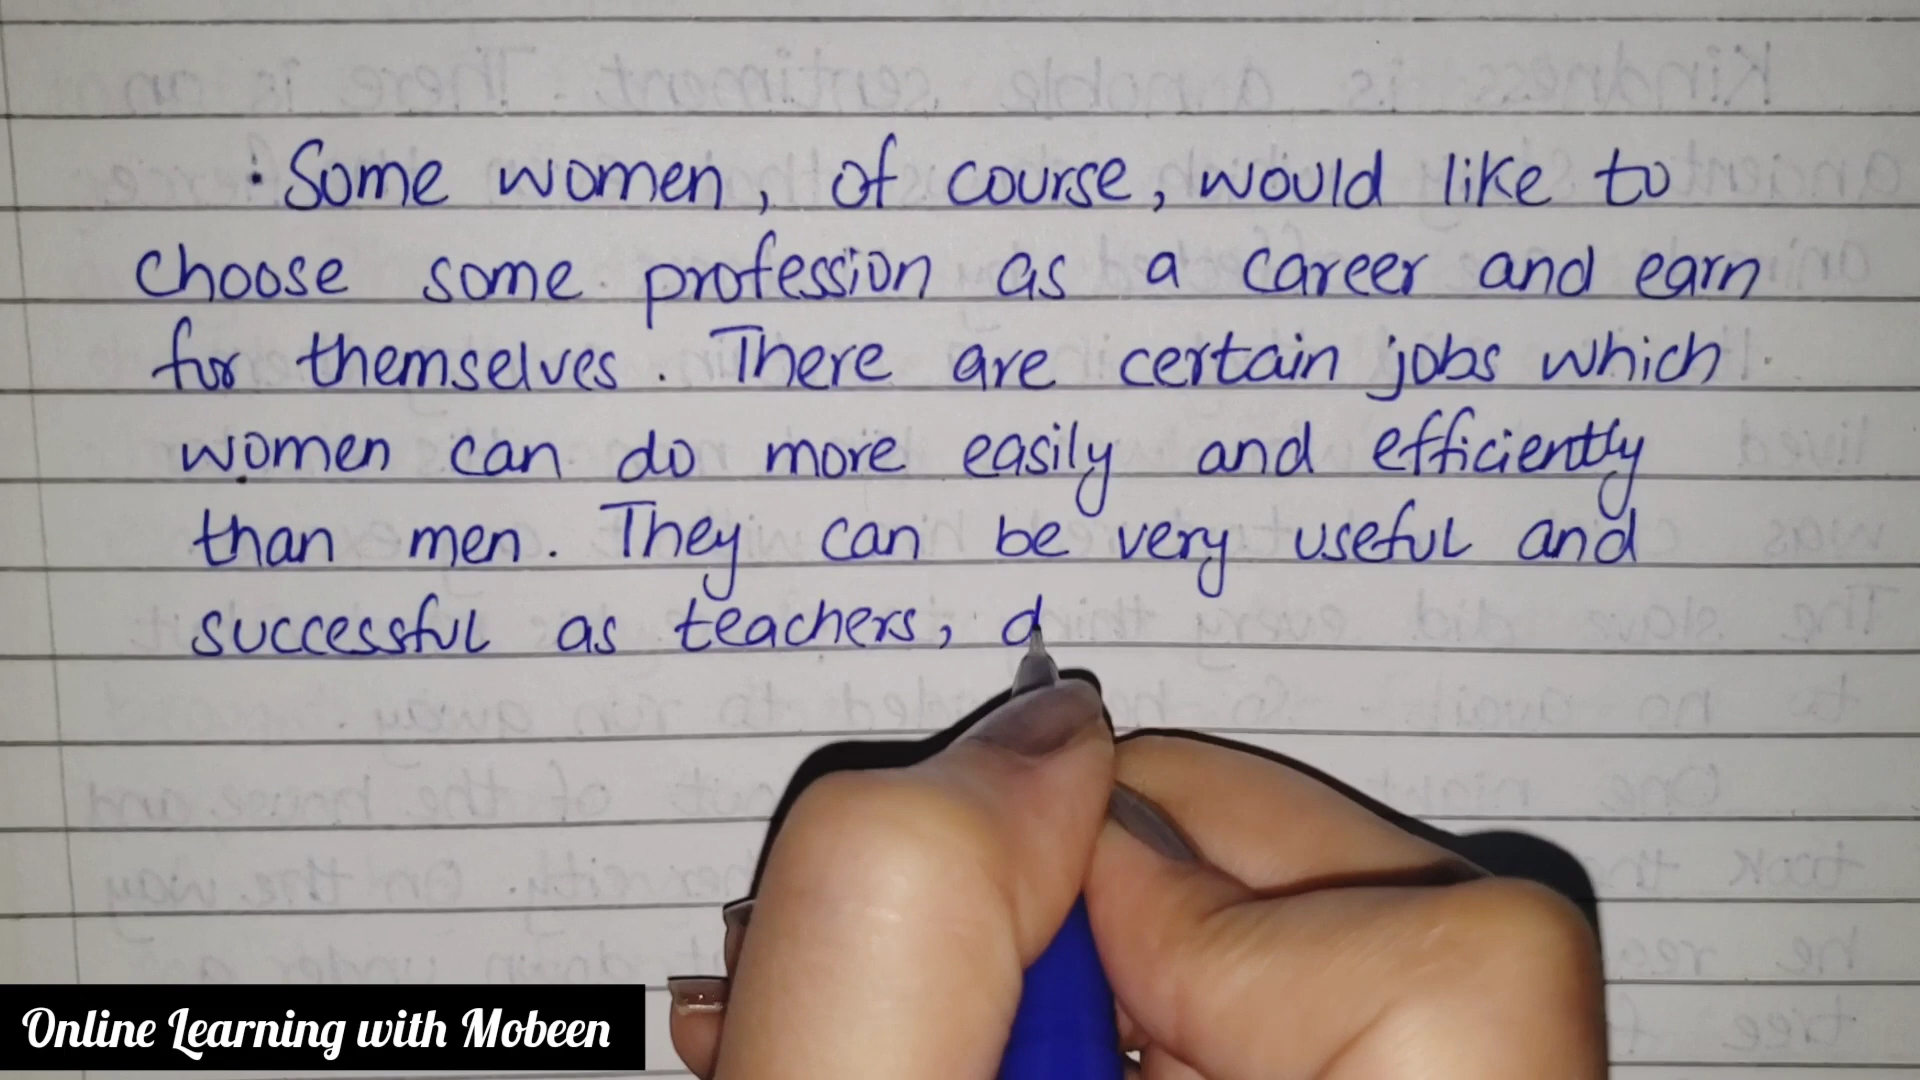 Some women, of course, would like to
choose some profession as a career and earn
for themselves. There are certain jobs which
women can do more easily and efficiently
than men. They can be very useful and
successful as teachers, d
Online Learning with Mobeen